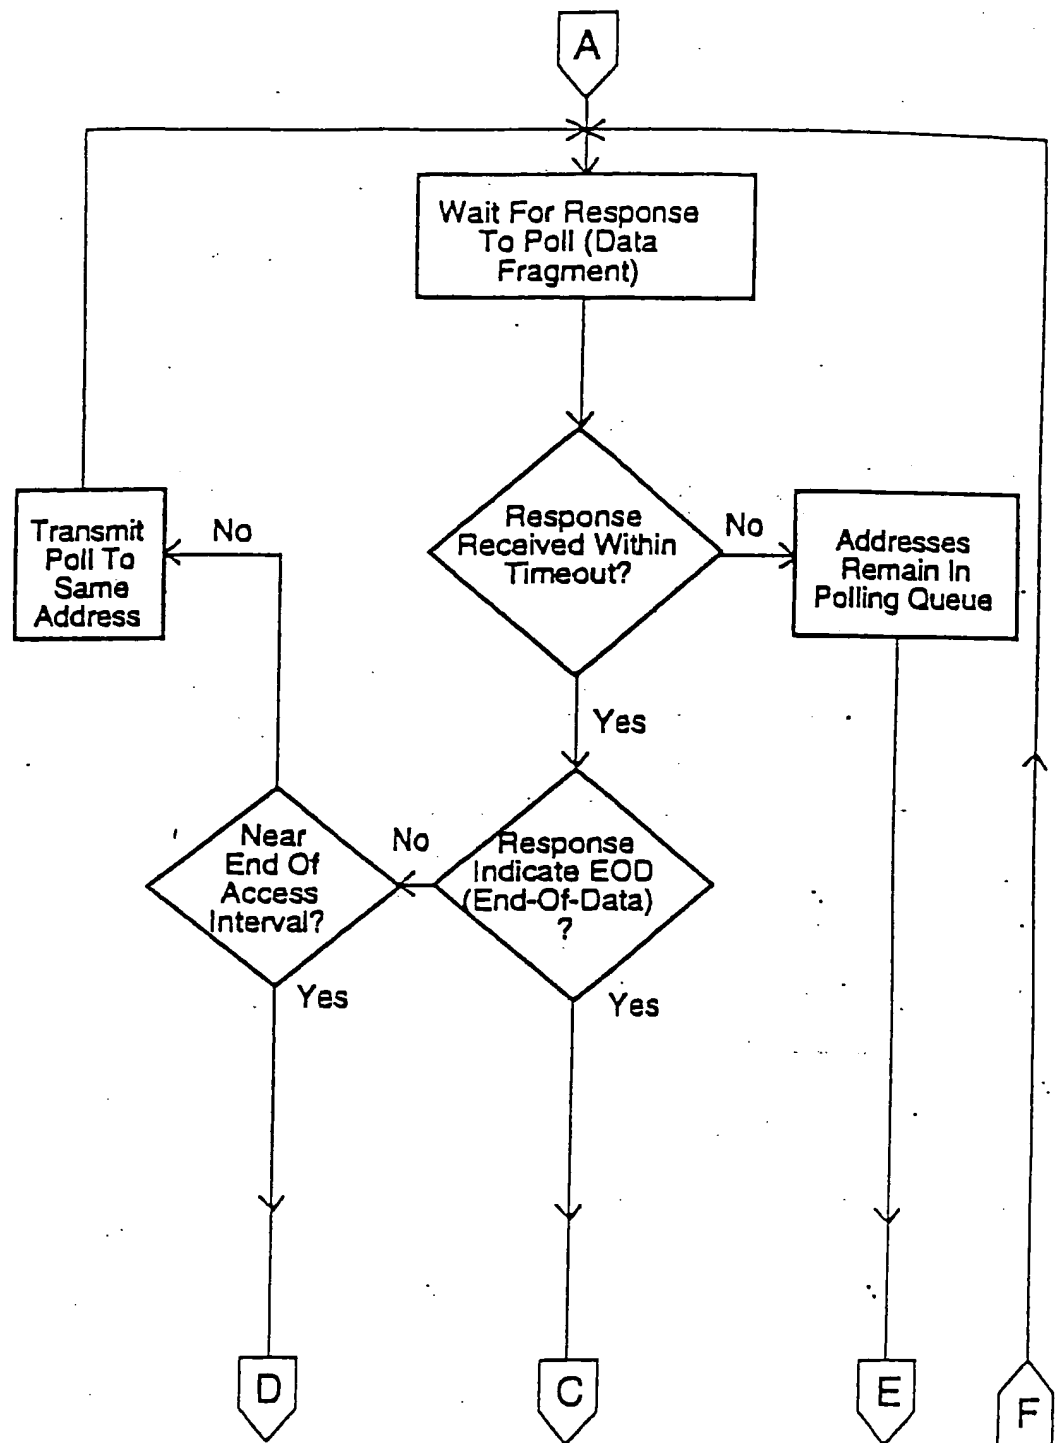 A
Wait For Response
To Poll (Data
Fragment)
Transmit
Poll To
Same
Address
No
Response
Received Within
Timeout?
No
Addresses
Remain In
Polling Queue
Yes
Near
End Of
Access
Interval?
No
Response
Indicate EOD
(End-Of-Data)
?
Yes
Yes
D
C
E
F